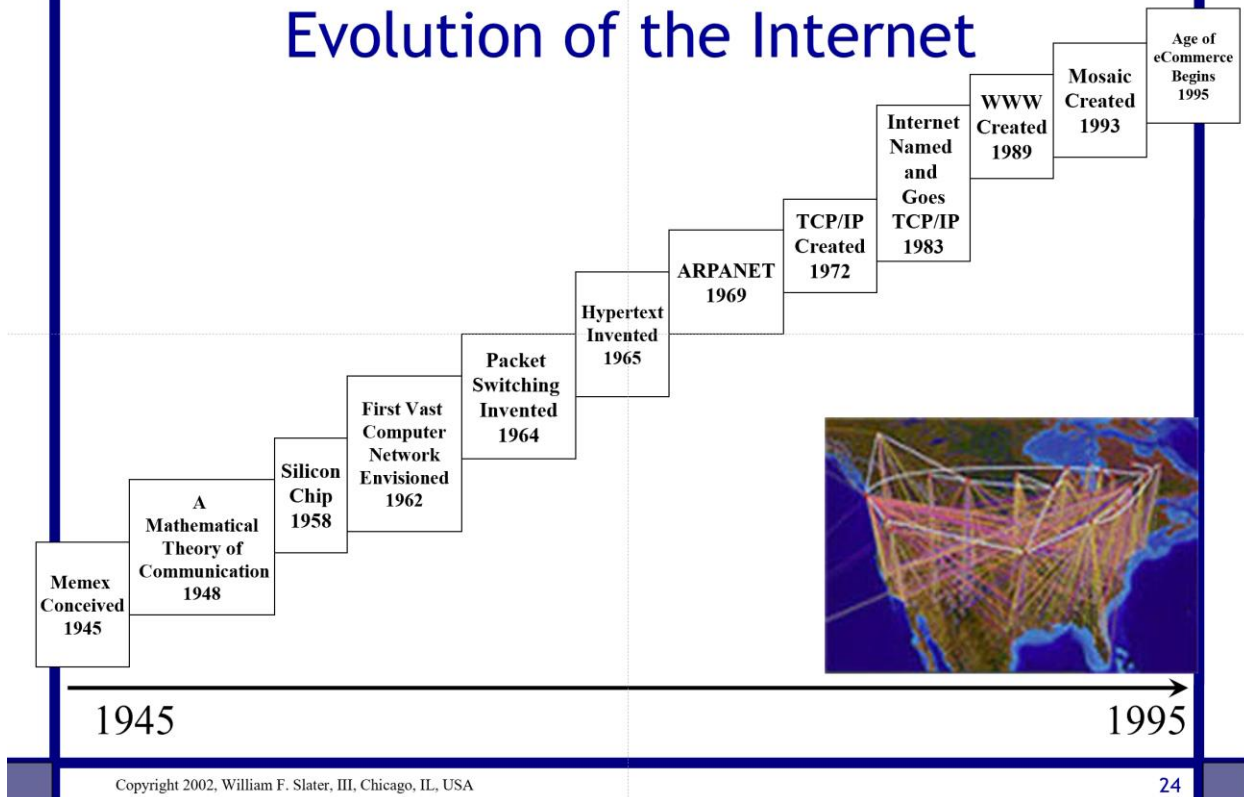 Evolution of the Internet
Memex
Conceived
1945
A
Mathematical
Theory of
Communication
1948
Silicon
Chip
1958
First Vast
Computer
Network
Envisioned
1962
Packet
Switching
Invented
1964
Hypertext
Invented
1965
ARPANET
1969
TCP/IP
Created
1972
Internet
Named
and
Goes
TCP/IP
1983
WWW
Created
1989
Mosaic
Created
1993
Age of
eCommerce
Begins
1995
1945
1995
Copyright 2002, William F. Slater, III, Chicago, IL, USA
24